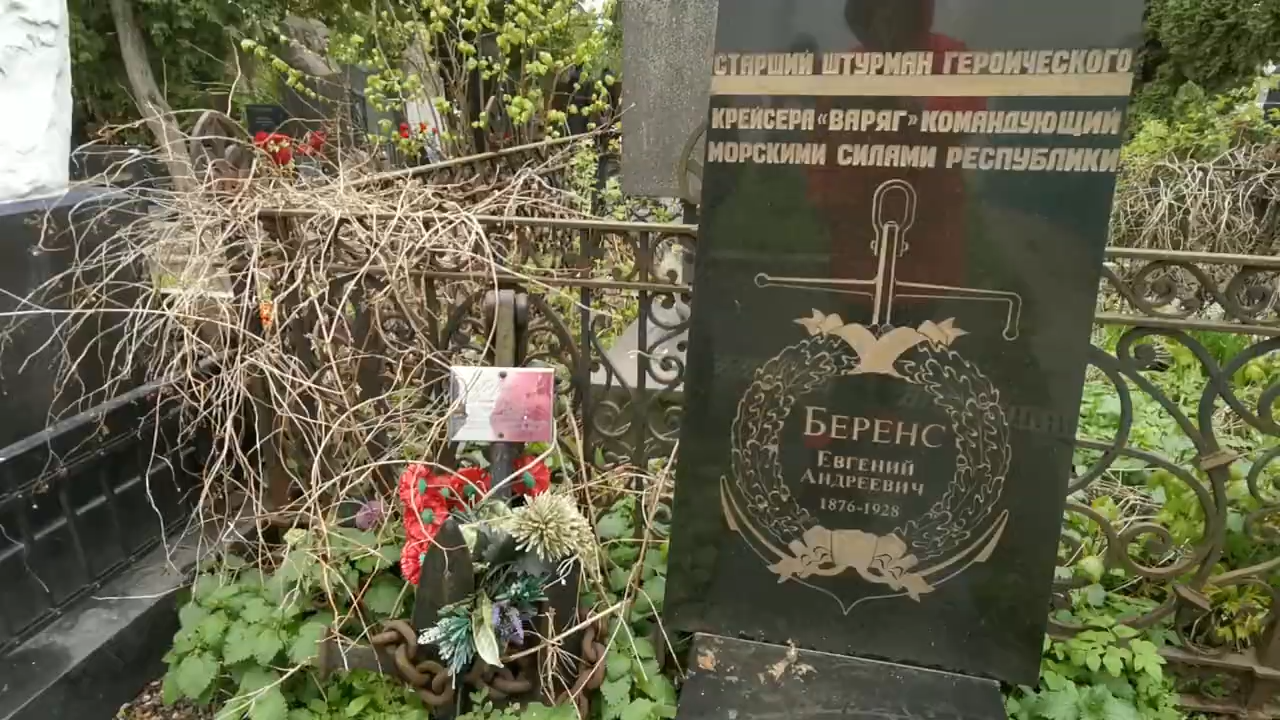 СТАРШИЙ ШТУРМАН ГЕРОИЧЕСКОГО
КРЕЙСЕРА «ВАРЯГ» КОМАНДУЮЩИЙ
МОРСКИМИ СИЛАМИ РЕСПУБЛИКИ
БЕРЕНС
ЕВГЕНИЙ
АНДРЕЕВИЧ
1876-1928